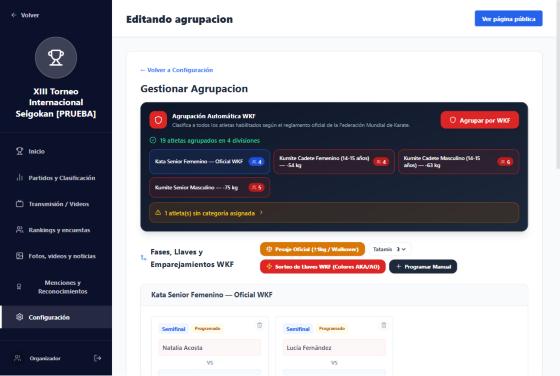 ← Volver
XIII Torneo
Internacional
Seigokan [PRUEBA]
Inicio
Partidos y Clasificación
Transmisión / Videos
Rankings y encuestas
Fotos, videos y noticias
Menciones y
Reconocimientos
Configuración
Organizador
Editando agrupacion
Ver página pública
← Volver a Configuración
Gestionar Agrupacion
Agrupación Automática WKF
Clasifica a todos los atletas habilitados según el reglamento oficial de la Federación Mundial de Karate.
Agrupar por WKF
19 atletas agrupados en 4 divisiones
Kata Senior Femenino — Oficial WKF 4
Kumite Cadete Femenino (14-15 años) — -54 kg 4
Kumite Cadete Masculino (14-15 años) — -63 kg 6
Kumite Senior Masculino — -75 kg 5
1 atleta(s) sin categoría asignada
Fases, Llaves y
Emparejamientos WKF
Pesaje Oficial (±1kg / Walkover)
Tatamis 3
Sorteo de Llaves WKF (Colores AKA/AO)
+ Programar Manual
Kata Senior Femenino — Oficial WKF
Semifinal Programado
Natalia Acosta
VS
Semifinal Programado
Lucía Fernández
VS